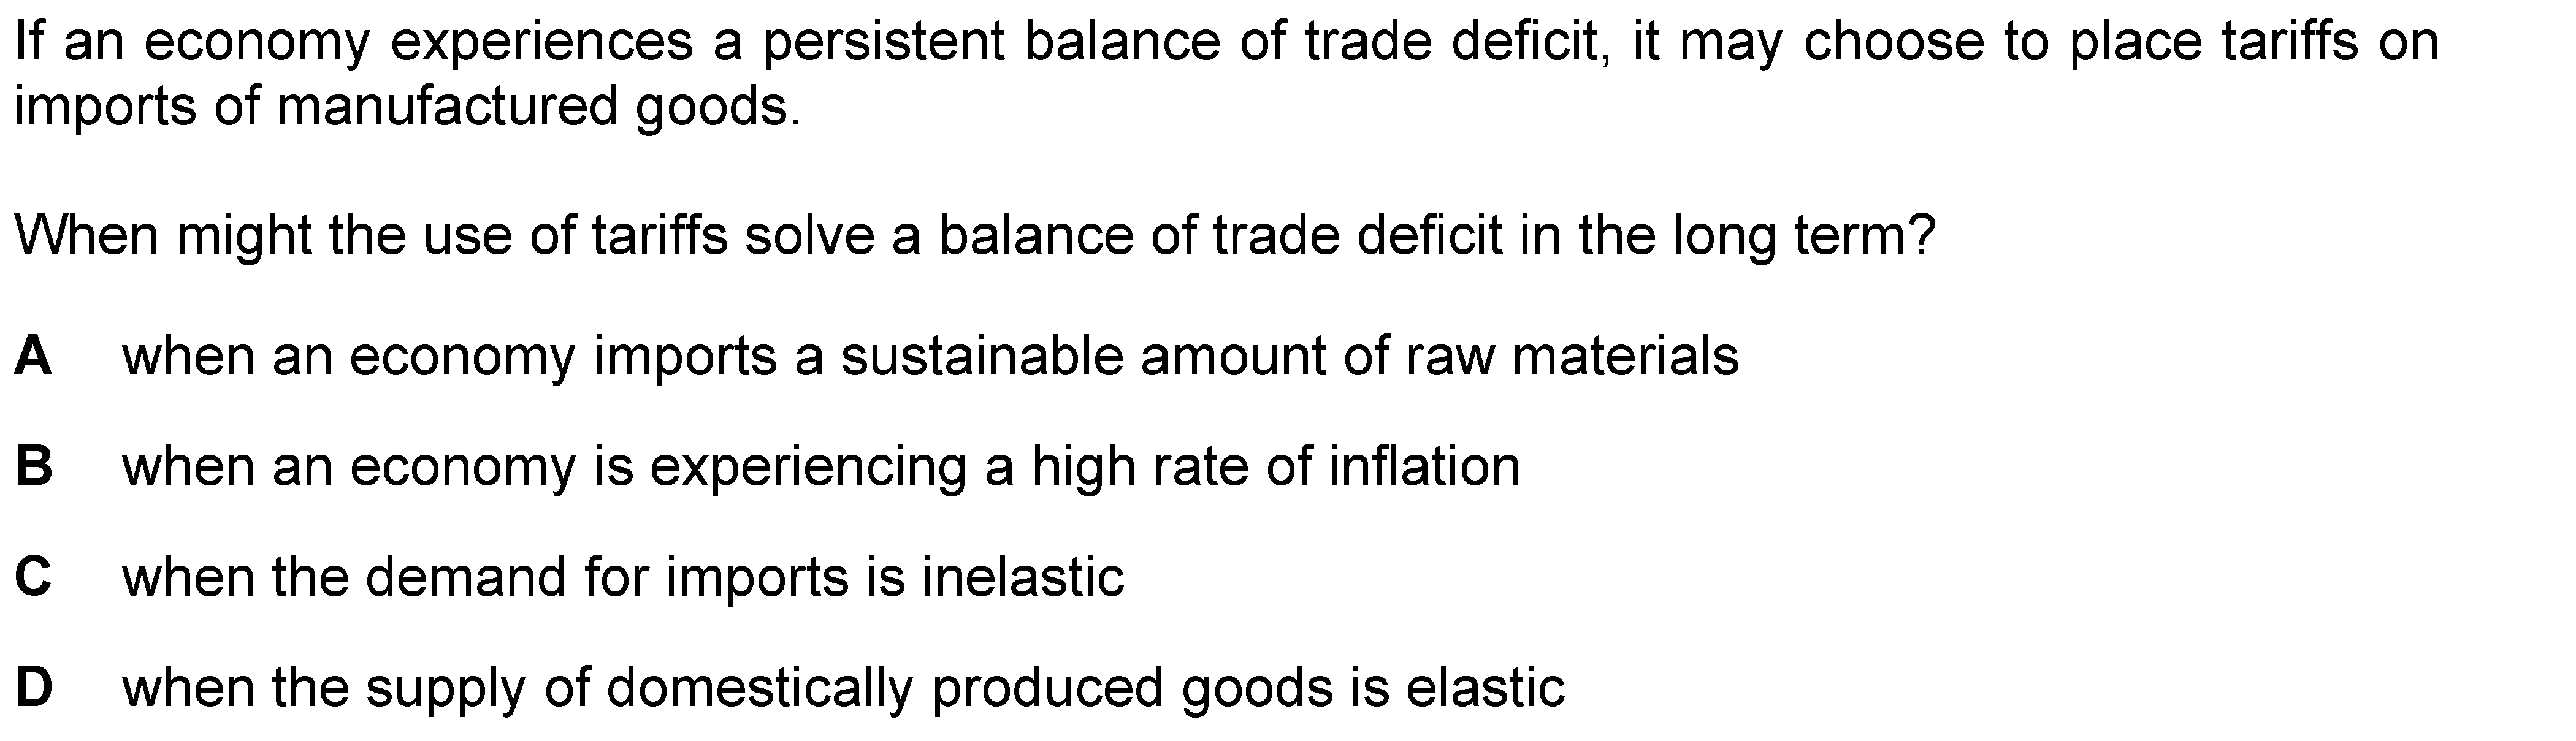 If an economy experiences a persistent balance of trade deficit, it may choose to place tariffs on
imports of manufactured goods.
When might the use of tariffs solve a balance of trade deficit in the long term?
A when an economy imports a sustainable amount of raw materials
B when an economy is experiencing a high rate of inflation
C when the demand for imports is inelastic
D when the supply of domestically produced goods is elastic